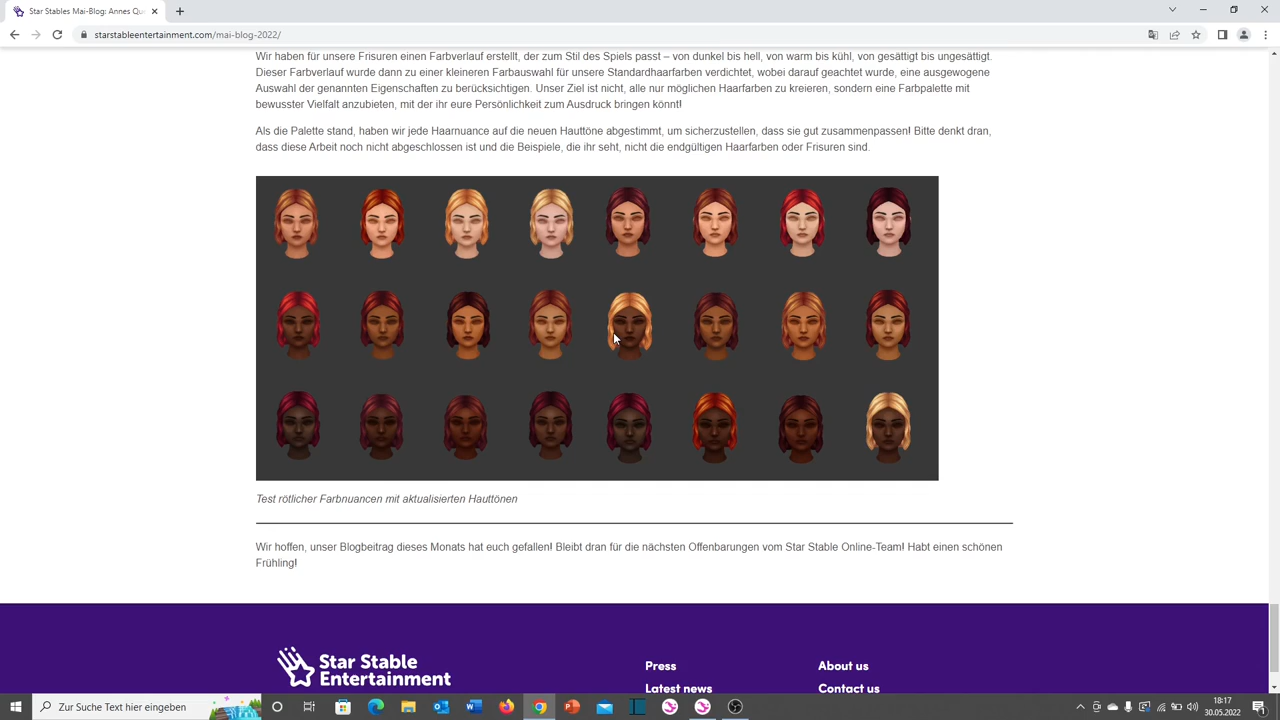 Star Stables Mai-Blog: Annes Que
starstableentertainment.com/mai-blog-2022/
Wir haben für unsere Frisuren einen Farbverlauf erstellt, der zum Stil des Spiels passt – von dunkel bis hell, von warm bis kühl, von gesättigt bis ungesättigt.
Dieser Farbverlauf wurde dann zu einer kleineren Farbauswahl für unsere Standardhaarfarben verdichtet, wobei darauf geachtet wurde, eine ausgewogene
Auswahl der genannten Eigenschaften zu berücksichtigen. Unser Ziel ist nicht, alle nur möglichen Haarfarben zu kreieren, sondern eine Farbpalette mit
bewusster Vielfalt anzubieten, mit der ihr eure Persönlichkeit zum Ausdruck bringen könnt!
Als die Palette stand, haben wir jede Haarnuance auf die neuen Hauttöne abgestimmt, um sicherzustellen, dass sie gut zusammenpassen! Bitte denkt dran,
dass diese Arbeit noch nicht abgeschlossen ist und die Beispiele, die ihr seht, nicht die endgültigen Haarfarben oder Frisuren sind.
Test rötlicher Farbnuancen mit aktualisierten Hauttönen
Wir hoffen, unser Blogbeitrag dieses Monats hat euch gefallen! Bleibt dran für die nächsten Offenbarungen vom Star Stable Online-Team! Habt einen schönen
Frühling!
Star Stable
Entertainment
Press
About us
Latest news
Contact us
Zur Suche Text hier eingeben
18:17
30.05.2022